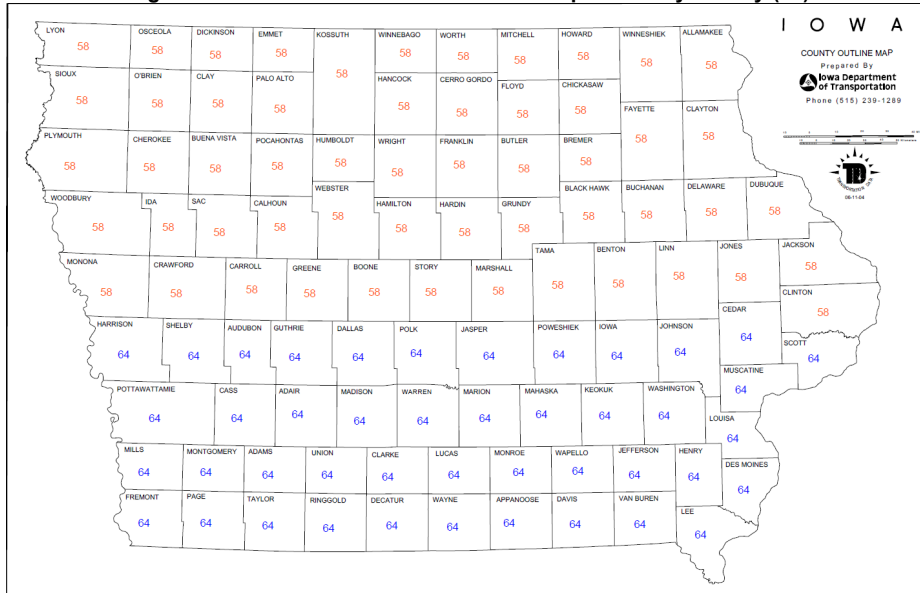 I O W A
COUNTY OUTLINE MAP
Prepared By
Iowa Department
of Transportation
Phone (515) 239-1289
06-11-04
LYON OSCEOLA DICKINSON EMMET KOSSUTH WINNEBAGO WORTH MITCHELL HOWARD WINNESHIEK ALLAMAKEE
58 58 58 58 58 58 58 58 58 58 58
SIOUX O'BRIEN CLAY PALO ALTO HANCOCK CERRO GORDO FLOYD CHICKASAW
58 58 58 58 58 58 58 58
FAYETTE CLAYTON
58 58
PLYMOUTH CHEROKEE BUENA VISTA POCAHONTAS HUMBOLDT WRIGHT FRANKLIN BUTLER BREMER
58 58 58 58 58 58 58 58 58
WOODBURY IDA SAC CALHOUN WEBSTER HAMILTON HARDIN GRUNDY BLACK HAWK BUCHANAN DELAWARE DUBUQUE
58 58 58 58 58 58 58 58 58 58 58 58
MONONA CRAWFORD CARROLL GREENE BOONE STORY MARSHALL TAMA BENTON LINN JONES JACKSON
58 58 58 58 58 58 58 58 58 58 58 58
CLINTON
58
HARRISON SHELBY AUDUBON GUTHRIE DALLAS POLK JASPER POWESHIEK IOWA JOHNSON CEDAR SCOTT
64 64 64 64 64 64 64 64 64 64 64 64
MUSCATINE
64
POTTAWATTAMIE CASS ADAIR MADISON WARREN MARION MAHASKA KEOKUK WASHINGTON LOUISA
64 64 64 64 64 64 64 64 64 64
MILLS MONTGOMERY ADAMS UNION CLARKE LUCAS MONROE WAPELLO JEFFERSON HENRY DES MOINES
64 64 64 64 64 64 64 64 64 64 64
FREMONT PAGE TAYLOR RINGGOLD DECATUR WAYNE APPANOOSE DAVIS VAN BUREN LEE
64 64 64 64 64 64 64 64 64 64